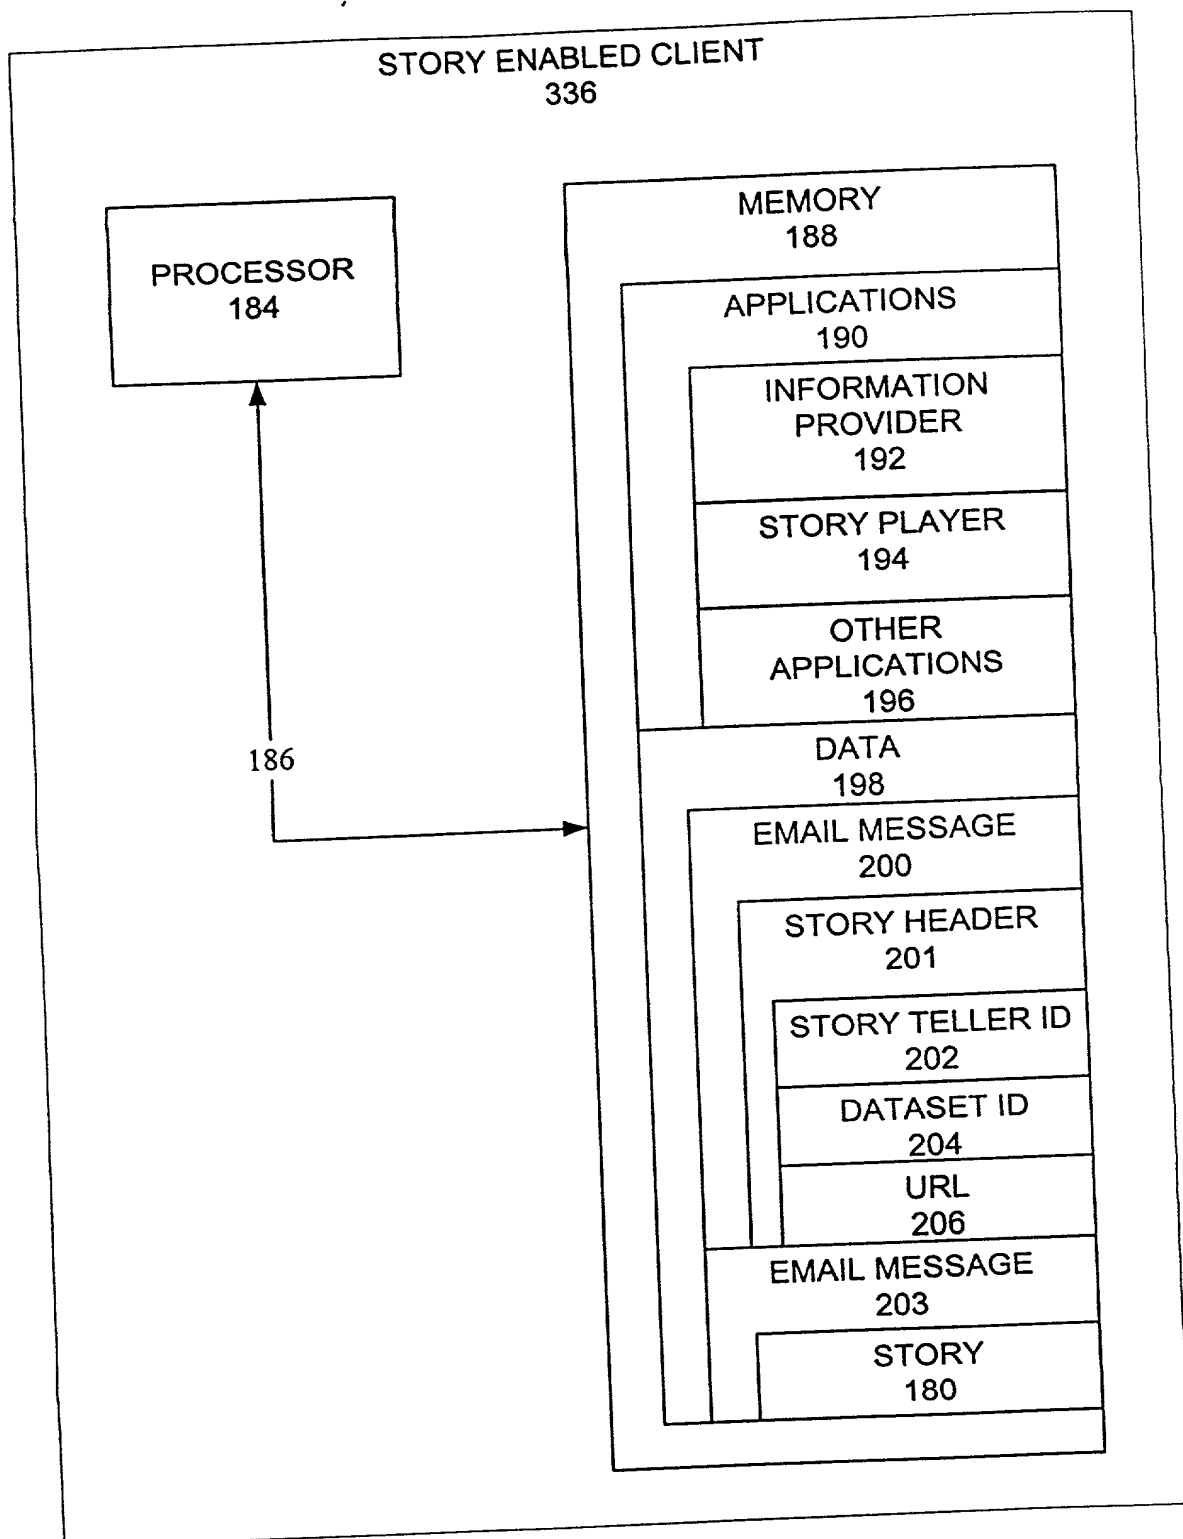 STORY ENABLED CLIENT
336
PROCESSOR
184
186
MEMORY
188
APPLICATIONS
190
INFORMATION
PROVIDER
192
STORY PLAYER
194
OTHER
APPLICATIONS
196
DATA
198
EMAIL MESSAGE
200
STORY HEADER
201
STORY TELLER ID
202
DATASET ID
204
URL
206
EMAIL MESSAGE
203
STORY
180